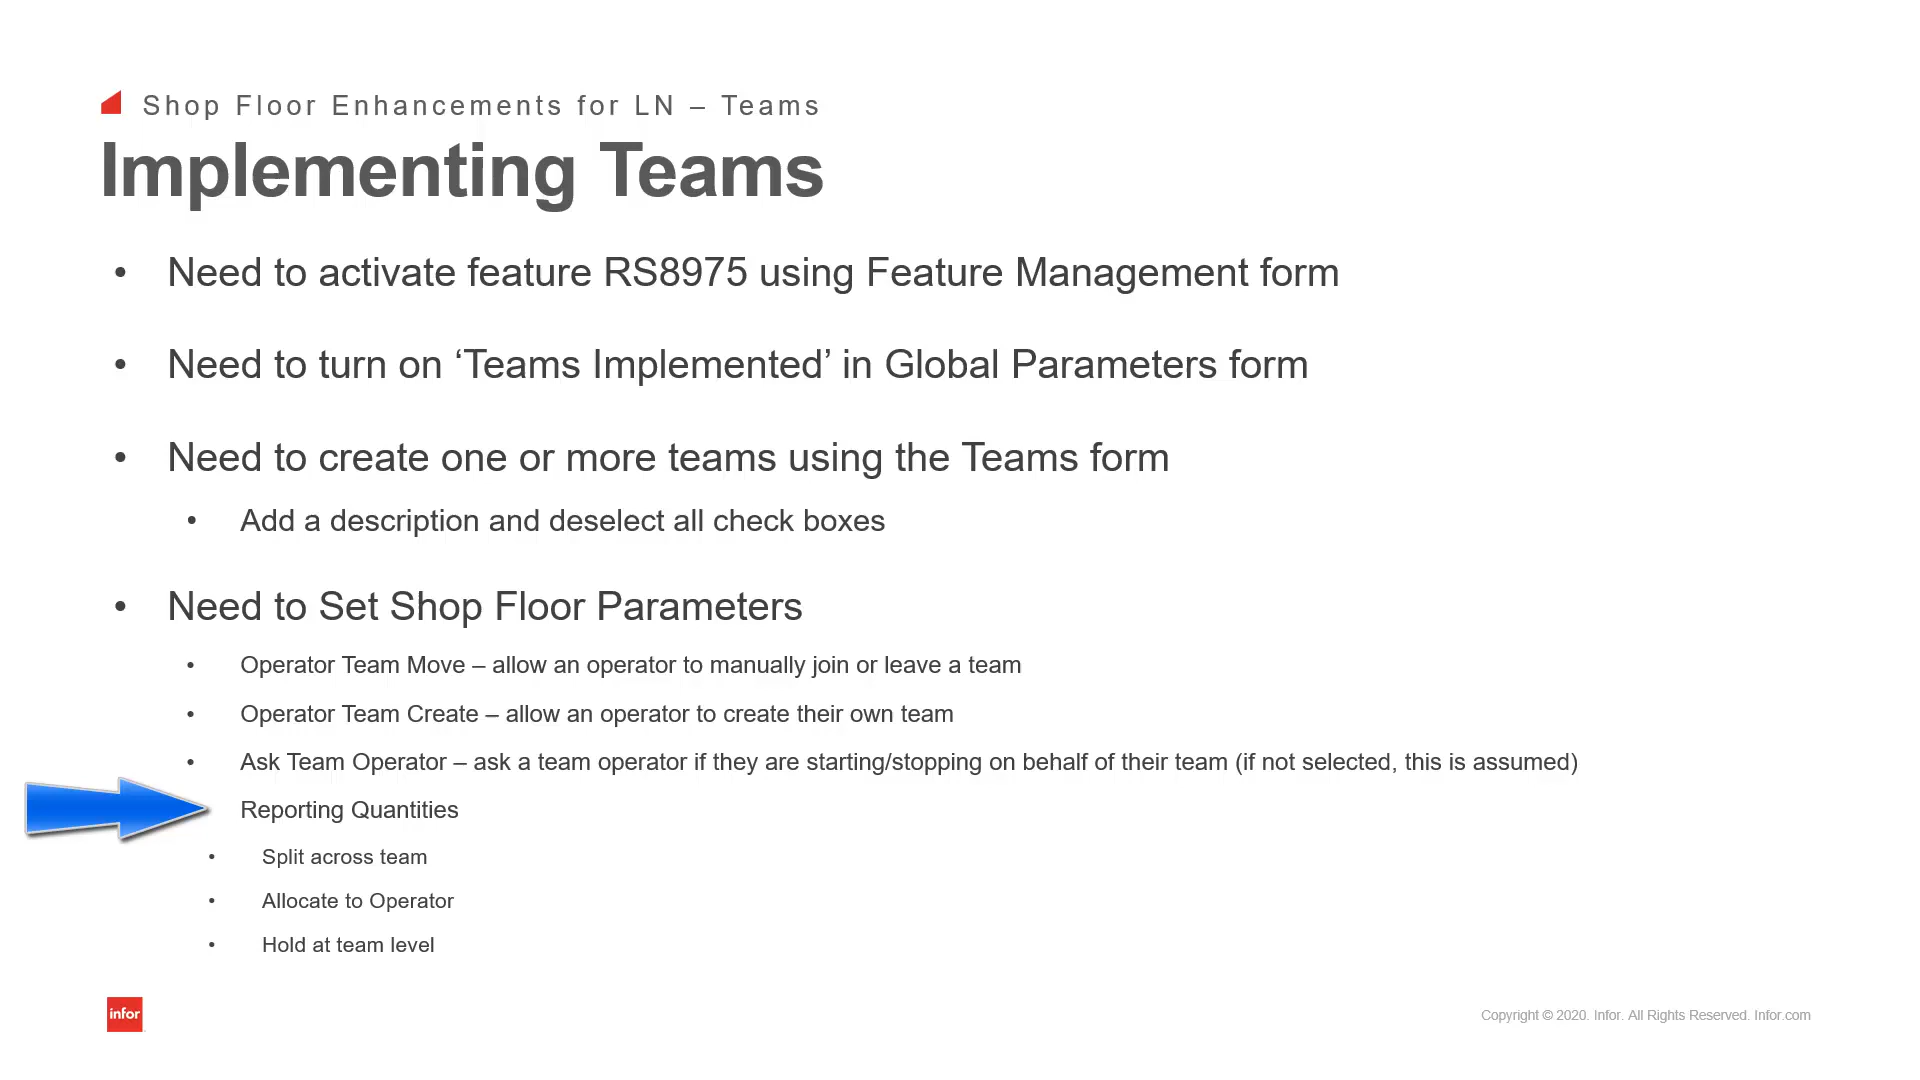 Shop Floor Enhancements for LN – Teams
Implementing Teams
• Need to activate feature RS8975 using Feature Management form
• Need to turn on ‘Teams Implemented’ in Global Parameters form
• Need to create one or more teams using the Teams form
• Add a description and deselect all check boxes
• Need to Set Shop Floor Parameters
• Operator Team Move – allow an operator to manually join or leave a team
• Operator Team Create – allow an operator to create their own team
• Ask Team Operator – ask a team operator if they are starting/stopping on behalf of their team (if not selected, this is assumed)
Reporting Quantities
• Split across team
• Allocate to Operator
• Hold at team level
infor
Copyright © 2020. Infor. All Rights Reserved. Infor.com